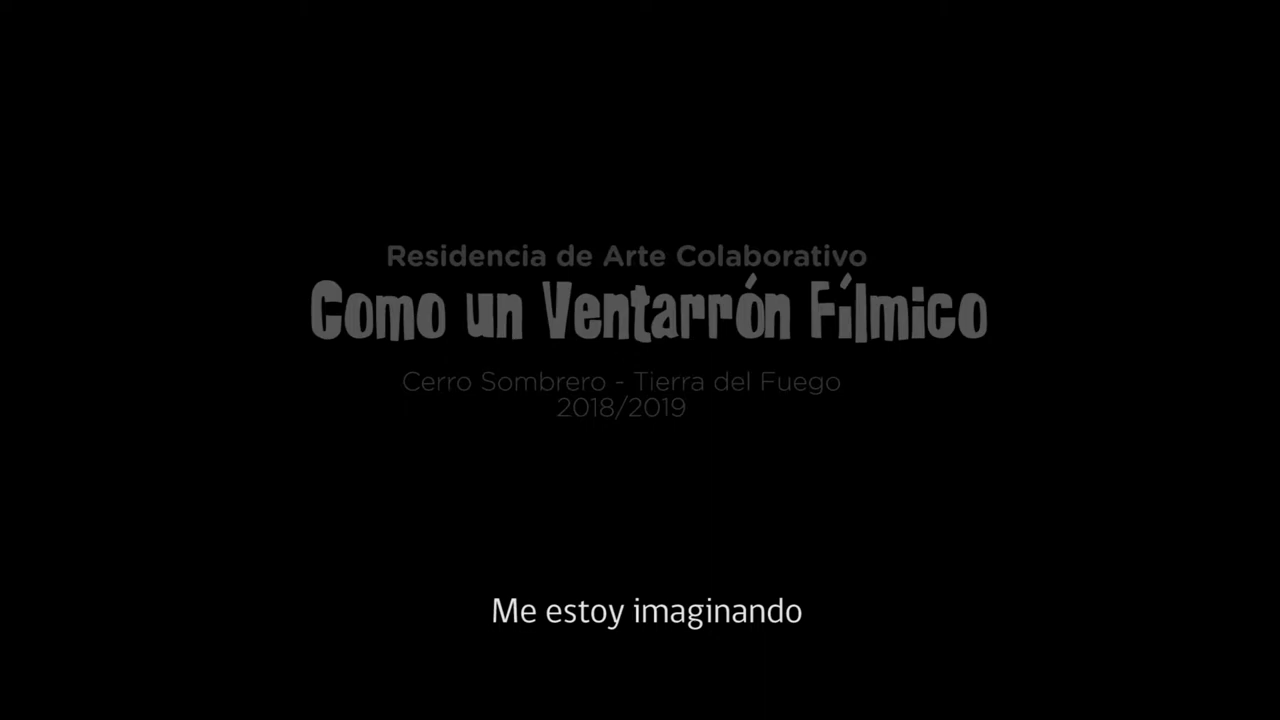 Residencia de Arte Colaborativo
Como un Ventarrón Fílmico
Cerro Sombrero - Tierra del Fuego
2018/2019
Me estoy imaginando